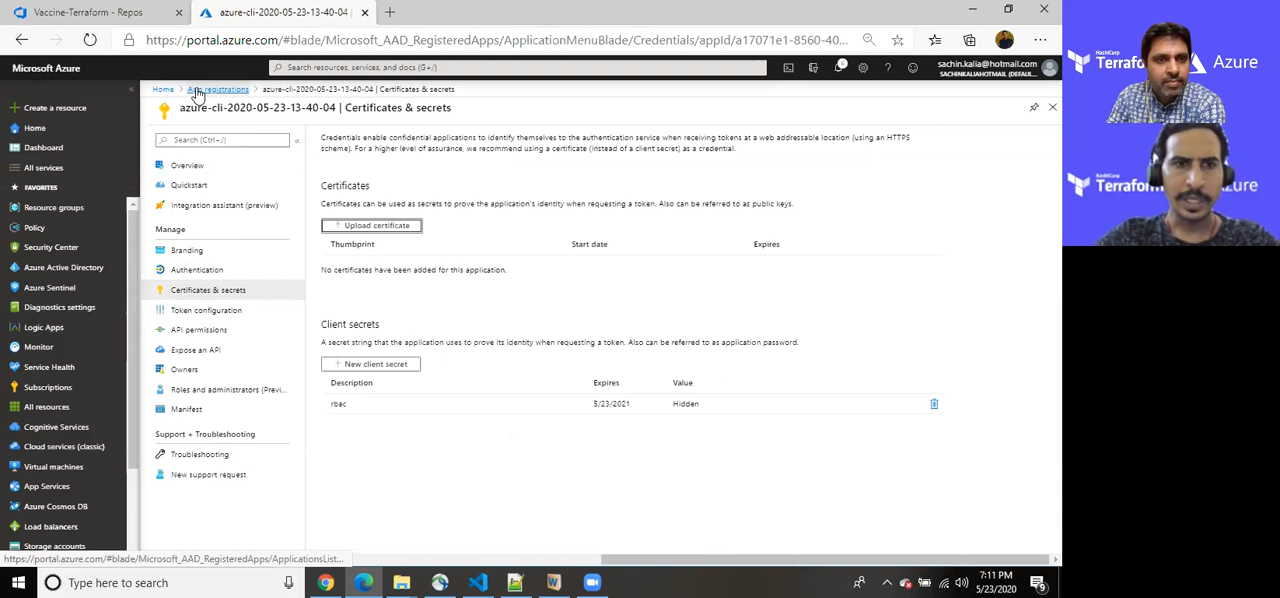 Vaccine-Terraform - Repos
azure-cli-2020-05-23-13-40-04
https://portal.azure.com/#blade/Microsoft_AAD_RegisteredApps/ApplicationMenuBlade/Credentials/appId/a17071e1-8560-40...
Microsoft Azure
Search resources, services, and docs (G+/)
4
sachin.kalia@hotmail.com
SACHINKALIAHOTMAIL (DEFAUL...
Home > App registrations > azure-cli-2020-05-23-13-40-04 | Certificates & secrets
azure-cli-2020-05-23-13-40-04 | Certificates & secrets
Create a resource
Home
Dashboard
All services
FAVORITES
Resource groups
Policy
Security Center
Azure Active Directory
Azure Sentinel
Diagnostics settings
Logic Apps
Monitor
Service Health
Subscriptions
All resources
Cognitive Services
Cloud services (classic)
Virtual machines
App Services
Azure Cosmos DB
Load balancers
Storage accounts
Search (Ctrl+/)
Overview
Quickstart
Integration assistant (preview)
Manage
Branding
Authentication
Certificates & secrets
Token configuration
API permissions
Expose an API
Owners
Roles and administrators (Previ...
Manifest
Support + Troubleshooting
Troubleshooting
New support request
Credentials enable confidential applications to identify themselves to the authentication service when receiving tokens at a web addressable location (using an HTTPS
scheme). For a higher level of assurance, we recommend using a certificate (instead of a client secret) as a credential.
Certificates
Certificates can be used as secrets to prove the application's identity when requesting a token. Also can be referred to as public keys.
Upload certificate
Thumbprint Start date Expires
No certificates have been added for this application.
Client secrets
A secret string that the application uses to prove its identity when requesting a token. Also can be referred to as application password.
New client secret
Description Expires Value
rbac 5/23/2021 Hidden
https://portal.azure.com/#blade/Microsoft_AAD_RegisteredApps/ApplicationsList...
Type here to search
7:11 PM
5/23/2020
9
HashiCorp
Terraf
Azure
HashiCorp
Terraform
zure